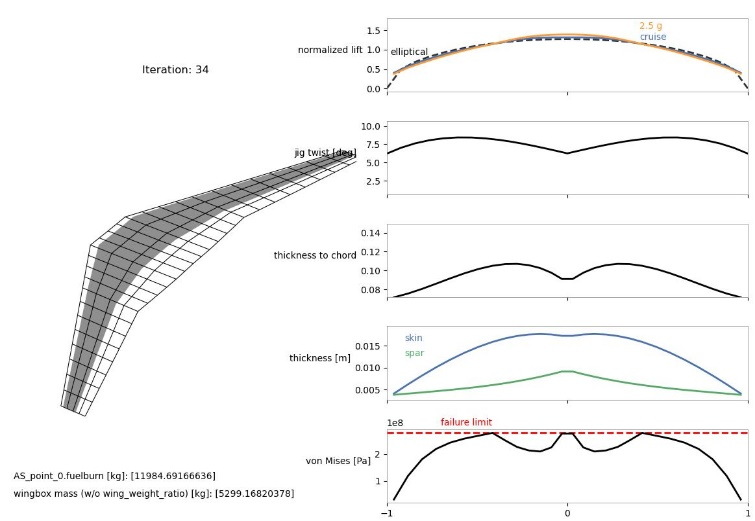 Iteration: 34
AS_point_0.fuelburn [kg]: [11984.69166636]
wingbox mass (w/o wing_weight_ratio) [kg]: [5299.16820378]
normalized lift
1.5
1.0
0.5
0.0
2.5 g
cruise
elliptical
jig twist [deg]
10.0
7.5
5.0
2.5
thickness to chord
0.14
0.12
0.10
0.08
thickness [m]
0.015
0.010
0.005
skin
spar
von Mises [Pa]
1e8
2
1
failure limit
−1 0 1